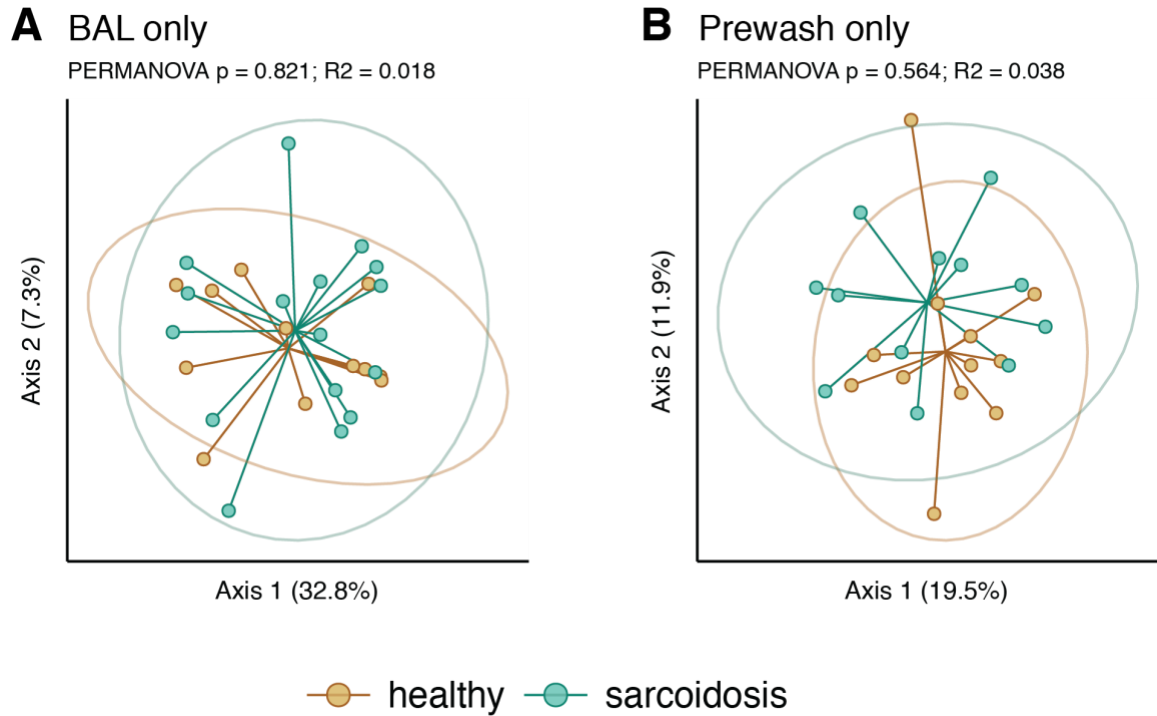 A BAL only
PERMANOVA p = 0.821; R2 = 0.018
Axis 2 (7.3%)
Axis 1 (32.8%)
B Prewash only
PERMANOVA p = 0.564; R2 = 0.038
Axis 2 (11.9%)
Axis 1 (19.5%)
healthy sarcoidosis